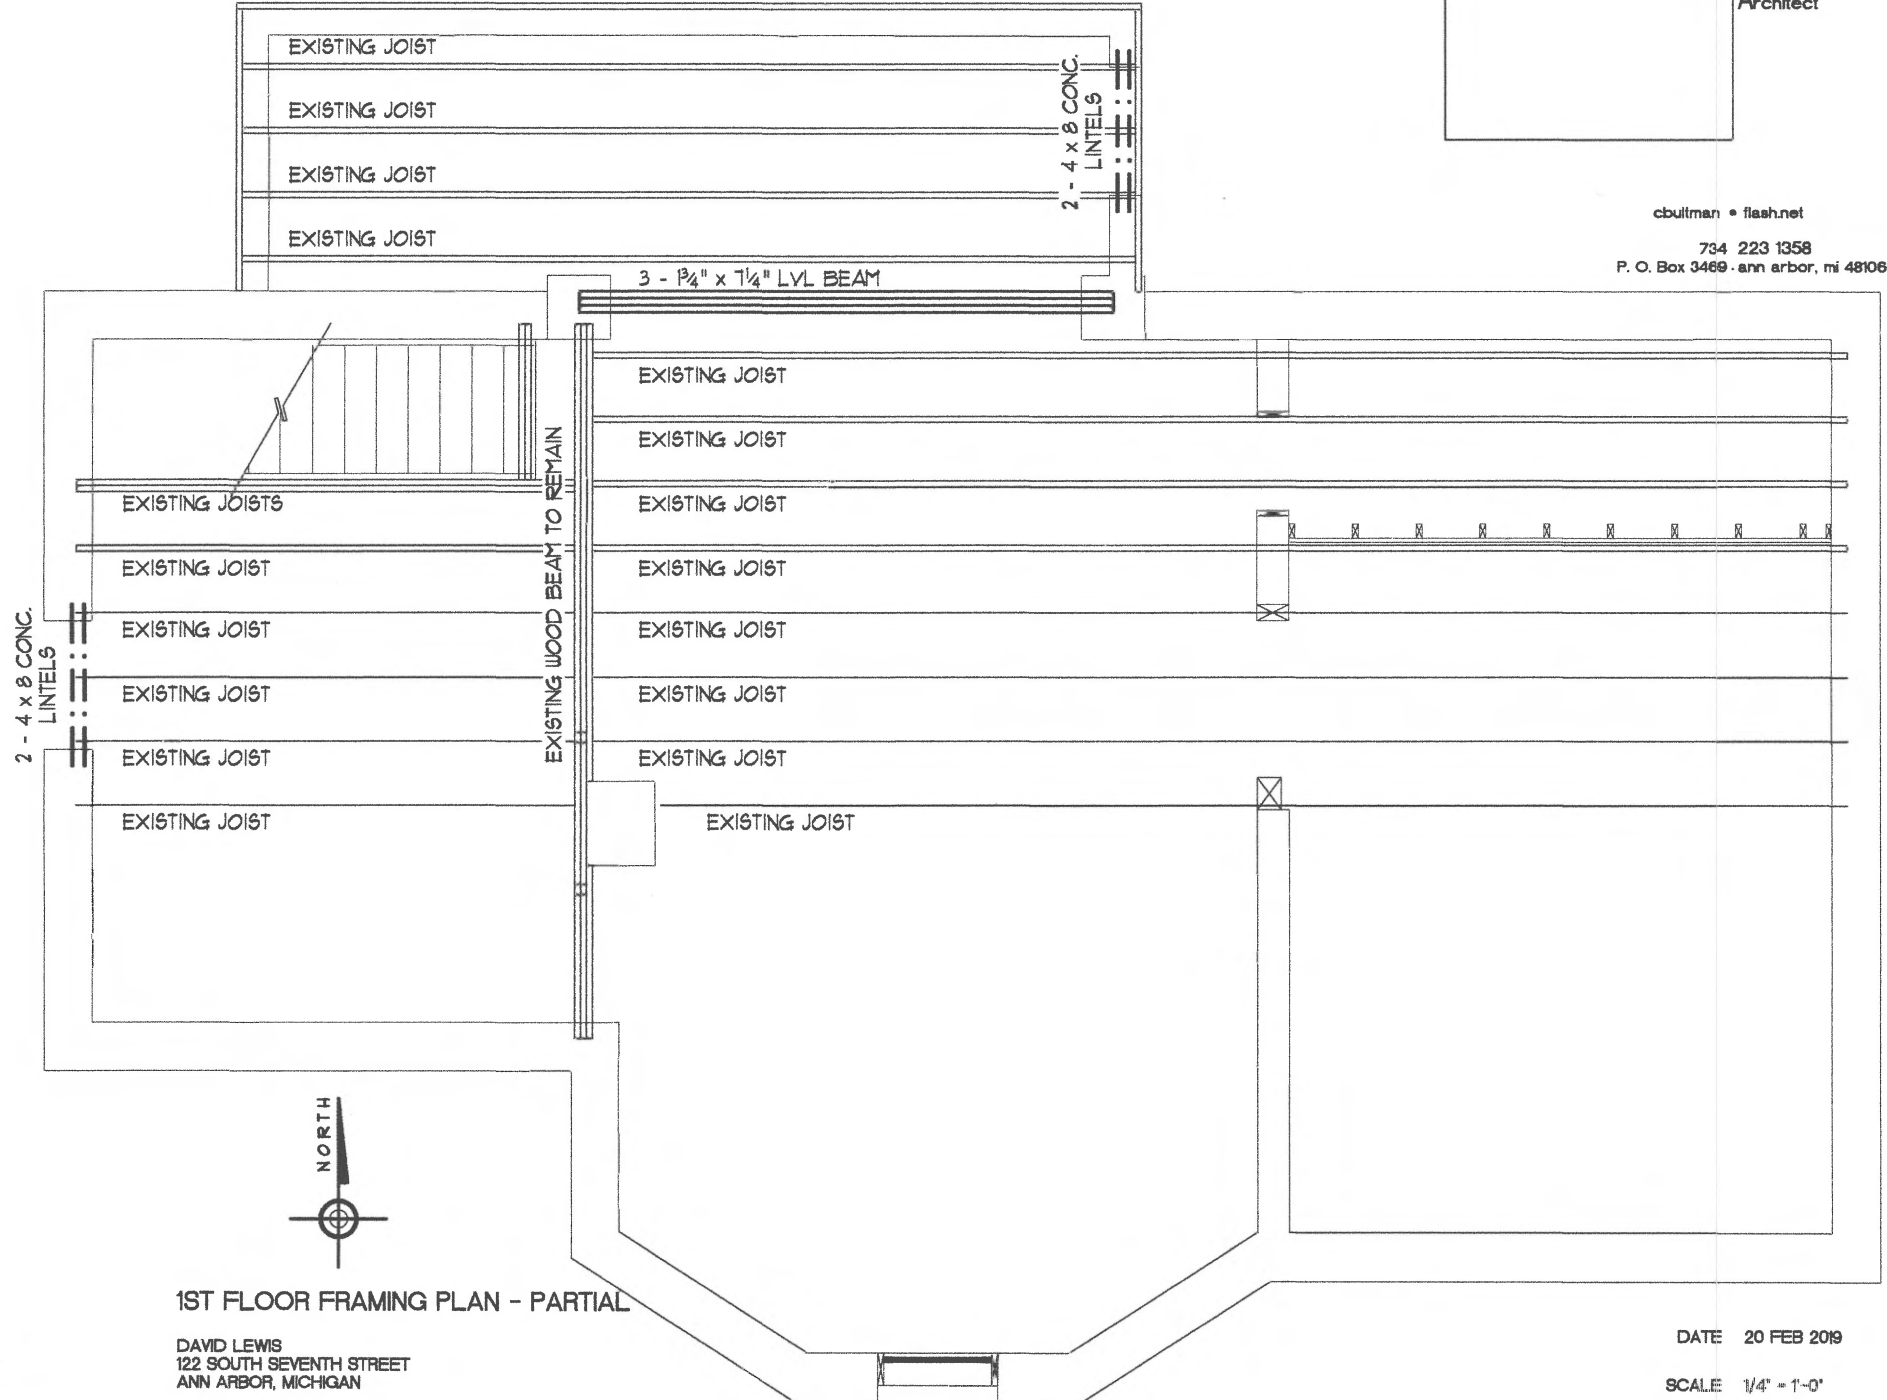 Architect
EXISTING JOIST
EXISTING JOIST
EXISTING JOIST
EXISTING JOIST
2 - 4 x 8 CONC.
LINTELS
cbultman • flash.net
734 223 1358
P. O. Box 3469 · ann arbor, mi 48106
3 - 1¾" x 7¼" LVL BEAM
EXISTING JOIST
EXISTING JOIST
EXISTING JOISTS
EXISTING JOIST
EXISTING WOOD BEAM TO REMAIN
EXISTING JOIST
EXISTING JOIST
EXISTING JOIST
EXISTING JOIST
2 - 4 x 8 CONC.
LINTELS
EXISTING JOIST
EXISTING JOIST
EXISTING JOIST
EXISTING JOIST
EXISTING JOIST
EXISTING JOIST
NORTH
1ST FLOOR FRAMING PLAN - PARTIAL
DAVID LEWIS
122 SOUTH SEVENTH STREET
ANN ARBOR, MICHIGAN
DATE 20 FEB 2019
SCALE 1/4" = 1'-0"